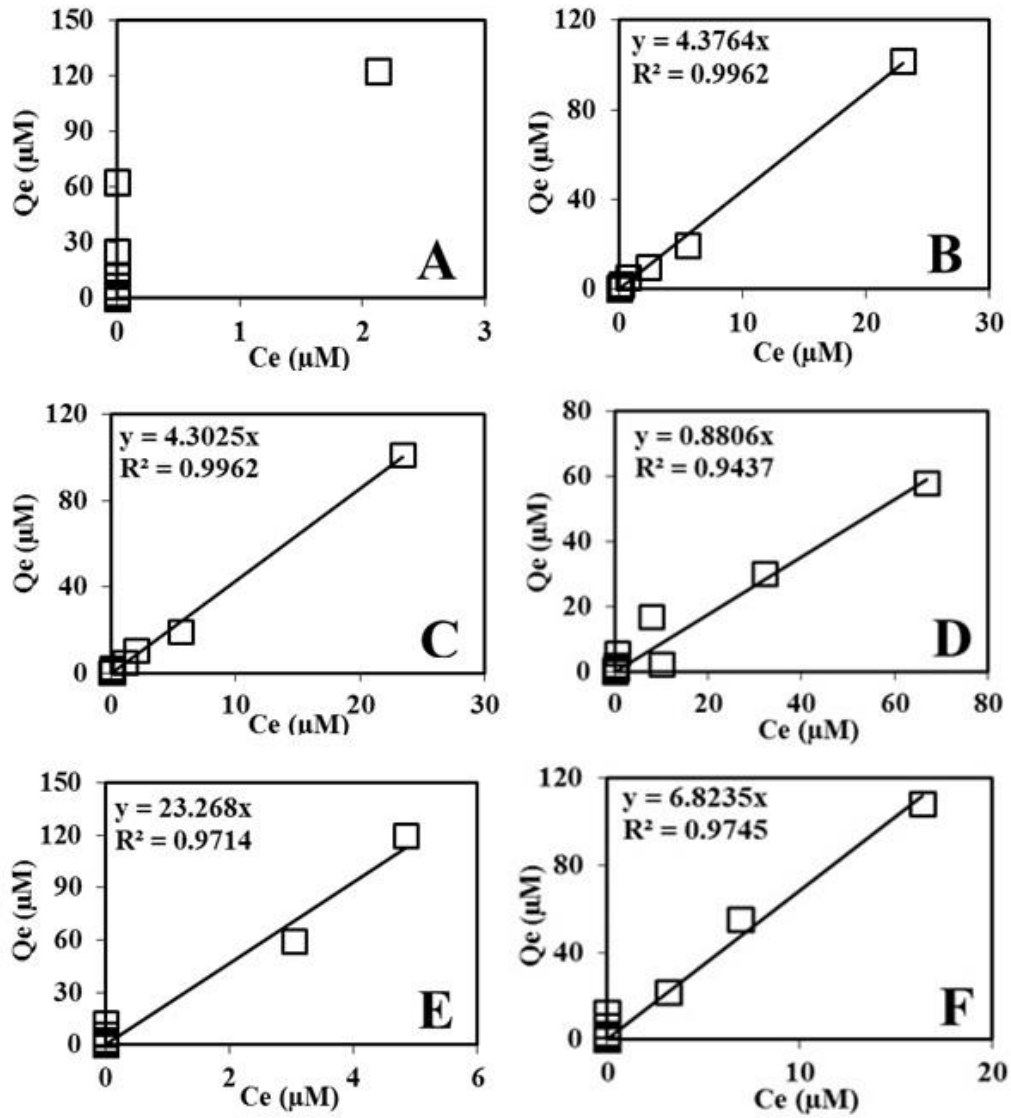 150
120
90
60
30
0
Qe (µM)
0 1 2 3
Ce (µM)
A
120
80
40
0
Qe (µM)
y = 4.3764x
R² = 0.9962
0 10 20 30
Ce (µM)
B
120
80
40
0
Qe (µM)
y = 4.3025x
R² = 0.9962
0 10 20 30
Ce (µM)
C
80
60
40
20
0
Qe (µM)
y = 0.8806x
R² = 0.9437
0 20 40 60 80
Ce (µM)
D
150
120
90
60
30
0
Qe (µM)
y = 23.268x
R² = 0.9714
0 2 4 6
Ce (µM)
E
120
80
40
0
Qe (µM)
y = 6.8235x
R² = 0.9745
0 10 20
Ce (µM)
F